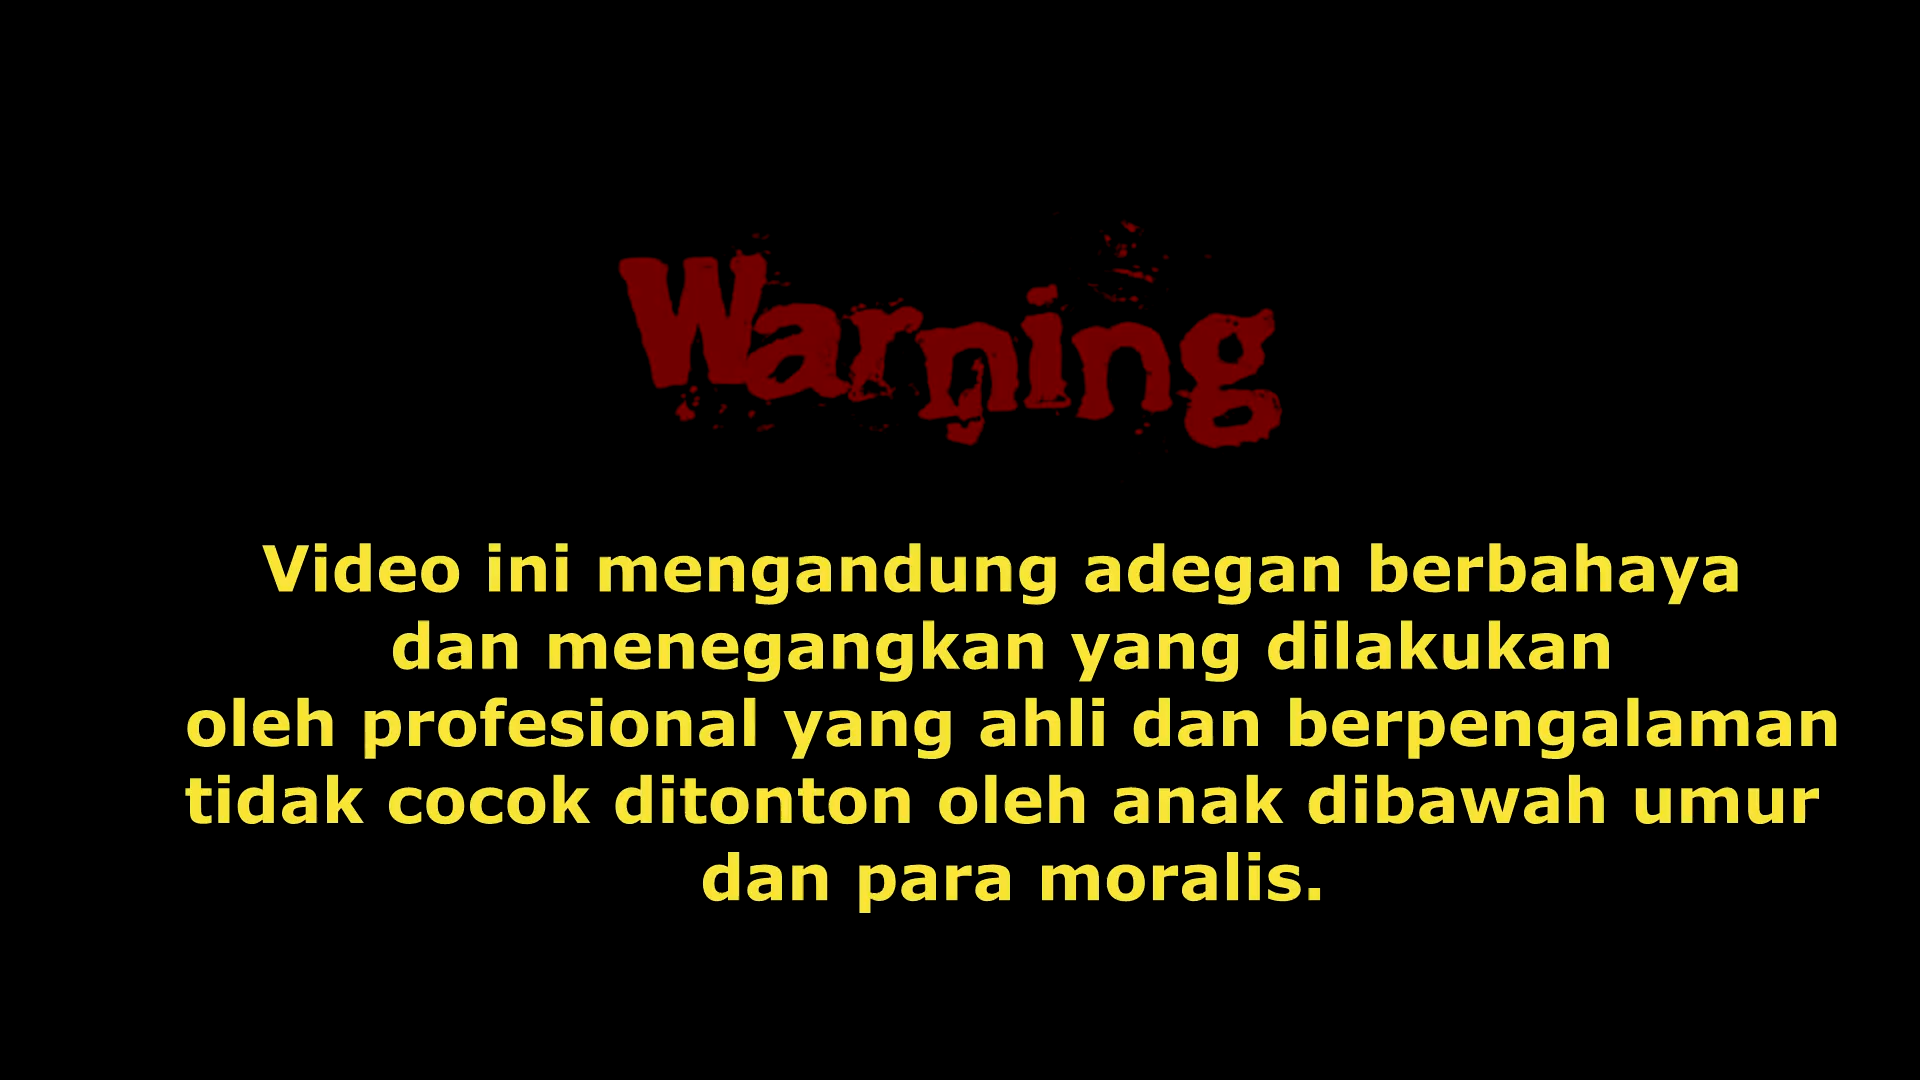 Warning
Video ini mengandung adegan berbahaya
dan menegangkan yang dilakukan
oleh profesional yang ahli dan berpengalaman
tidak cocok ditonton oleh anak dibawah umur
dan para moralis.